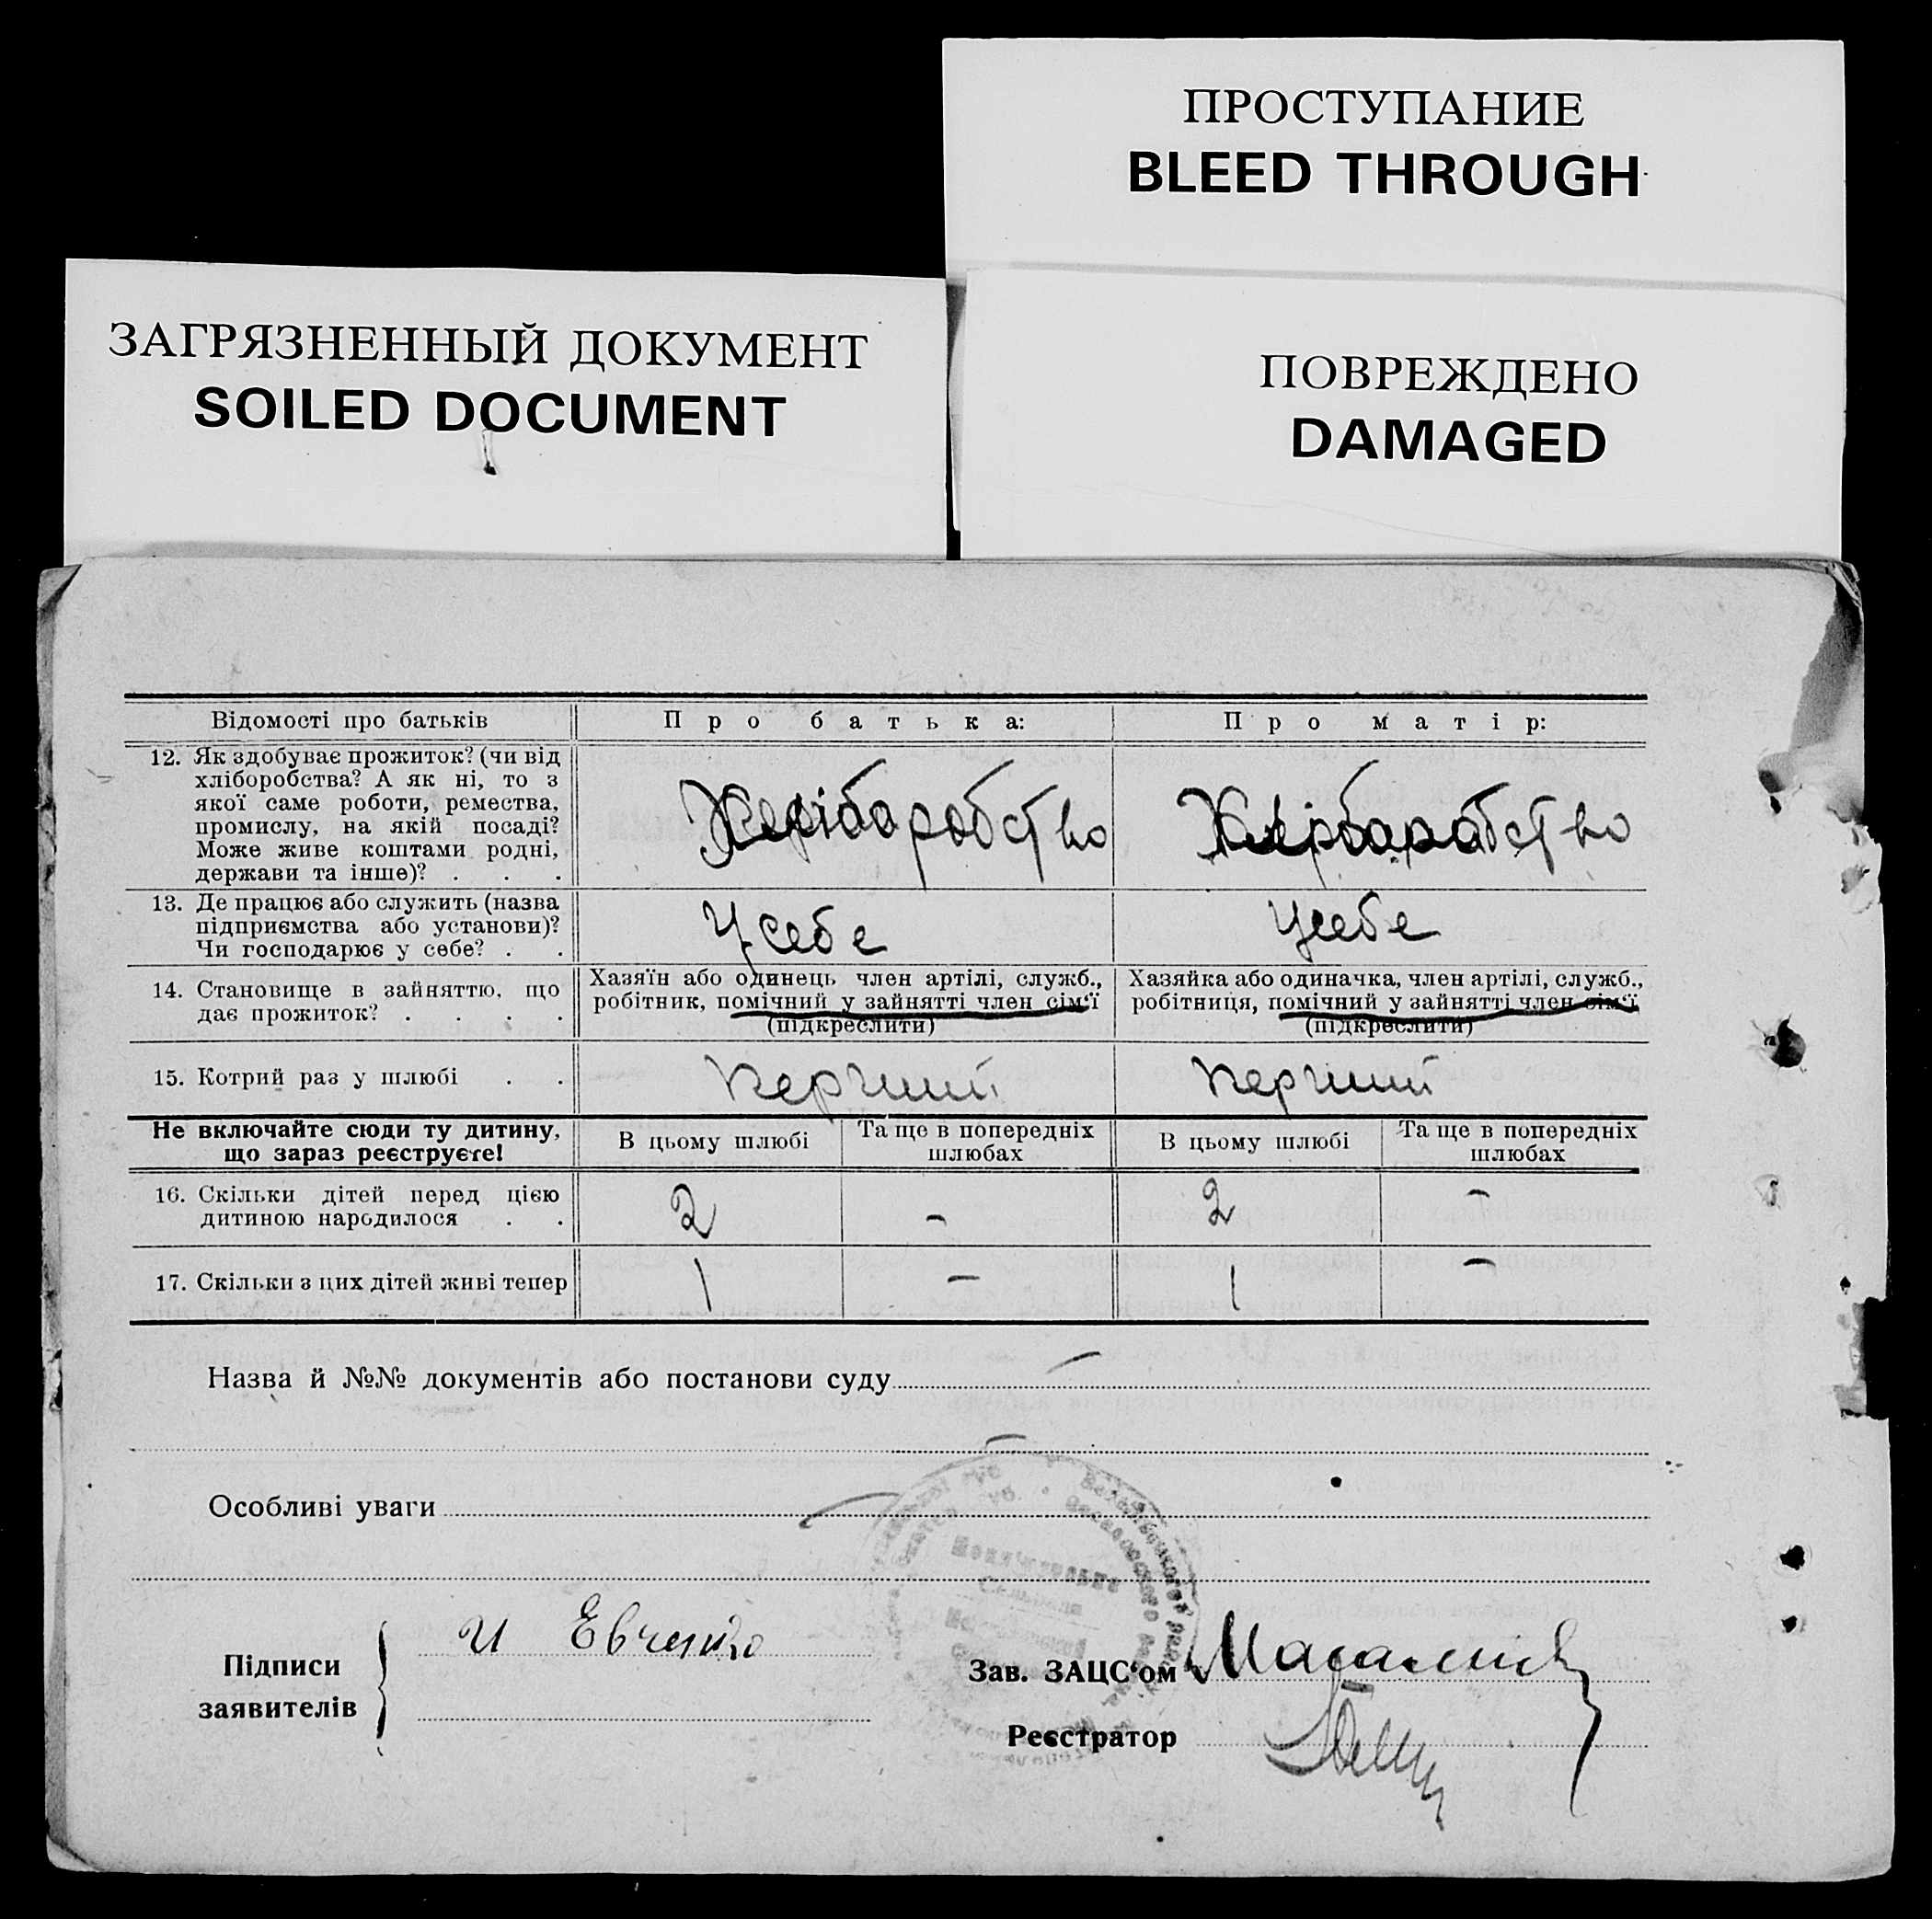 ПРОСТУПАНИЕ
BLEED THROUGH
ЗАГРЯЗНЕННЫЙ ДОКУМЕНТ
SOILED DOCUMENT
ПОВРЕЖДЕНО
DAMAGED
Відомості про батьків
Про батька:
Про матір:
12. Як здобуває прожиток? (чи від
хліборобства? А як ні, то з
якої саме роботи, ремества,
промислу, на якій посаді?
Може живе коштами родні,
держави та інше)? . . .
Хліборобство
Хліборобство
13. Де працює або служить (назва
підприємства або установи)?
Чи господарює у себе? . .
У себе
У себе
14. Становище в зайняттю, що
дає прожиток? . . . .
Хазяїн або одинець член артілі, служб.,
робітник, помічний у зайнятті член сім'ї
(підкреслити)
Хазяйка або одиначка, член артілі, служб.,
робітниця, помічний у зайнятті член сім'ї
(підкреслити)
15. Котрий раз у шлюбі . .
перший
перший
Не включайте сюди ту дитину,
що зараз реєструєте!
В цьому шлюбі
Та ще в попередніх
шлюбах
В цьому шлюбі
Та ще в попередніх
шлюбах
16. Скільки дітей перед цією
дитиною народилося . .
2
–
2
–
17. Скільки з цих дітей живі тепер
1
–
1
–
Назва й №№ документів або постанови суду –
–
Особливі уваги –
Підписи
заявителів
И Евченко
Зав. ЗАЦС'ом
Реєстратор